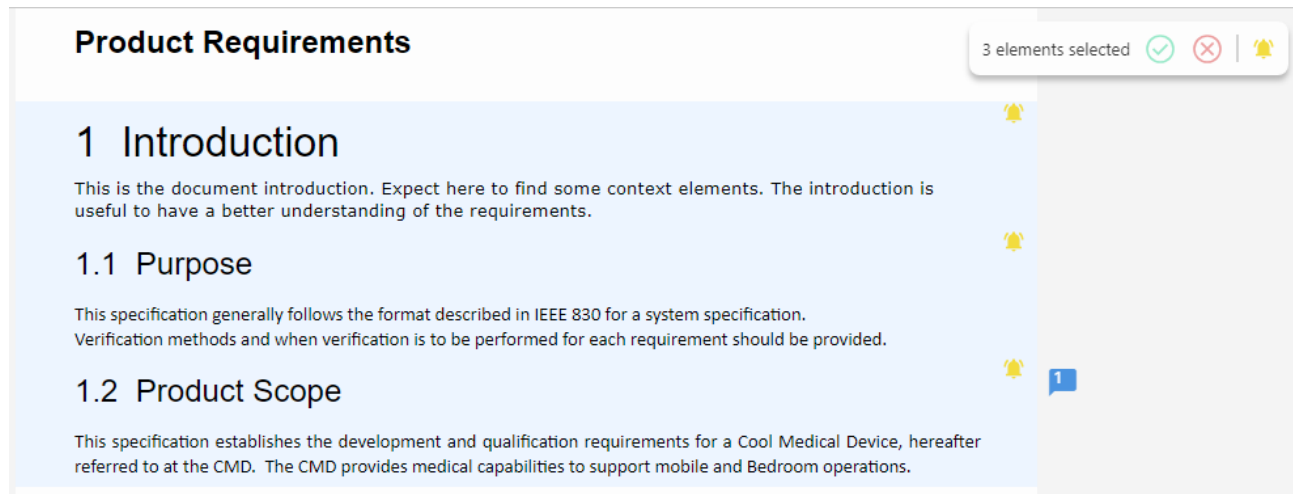 Product Requirements
3 elements selected
1 Introduction
This is the document introduction. Expect here to find some context elements. The introduction is
useful to have a better understanding of the requirements.
1.1 Purpose
This specification generally follows the format described in IEEE 830 for a system specification.
Verification methods and when verification is to be performed for each requirement should be provided.
1.2 Product Scope
1
This specification establishes the development and qualification requirements for a Cool Medical Device, hereafter
referred to at the CMD. The CMD provides medical capabilities to support mobile and Bedroom operations.